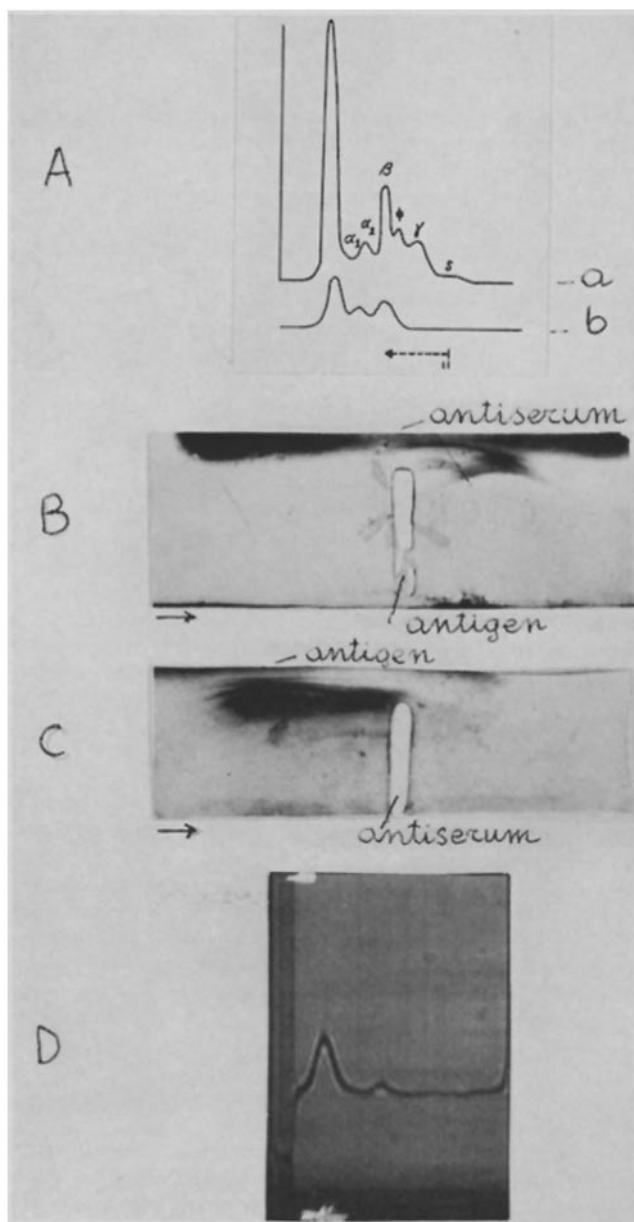 A
β
α₁ α₂ ϕ γ
s
a
b
antiserum
B
antigen
antigen
C
antiserum
D